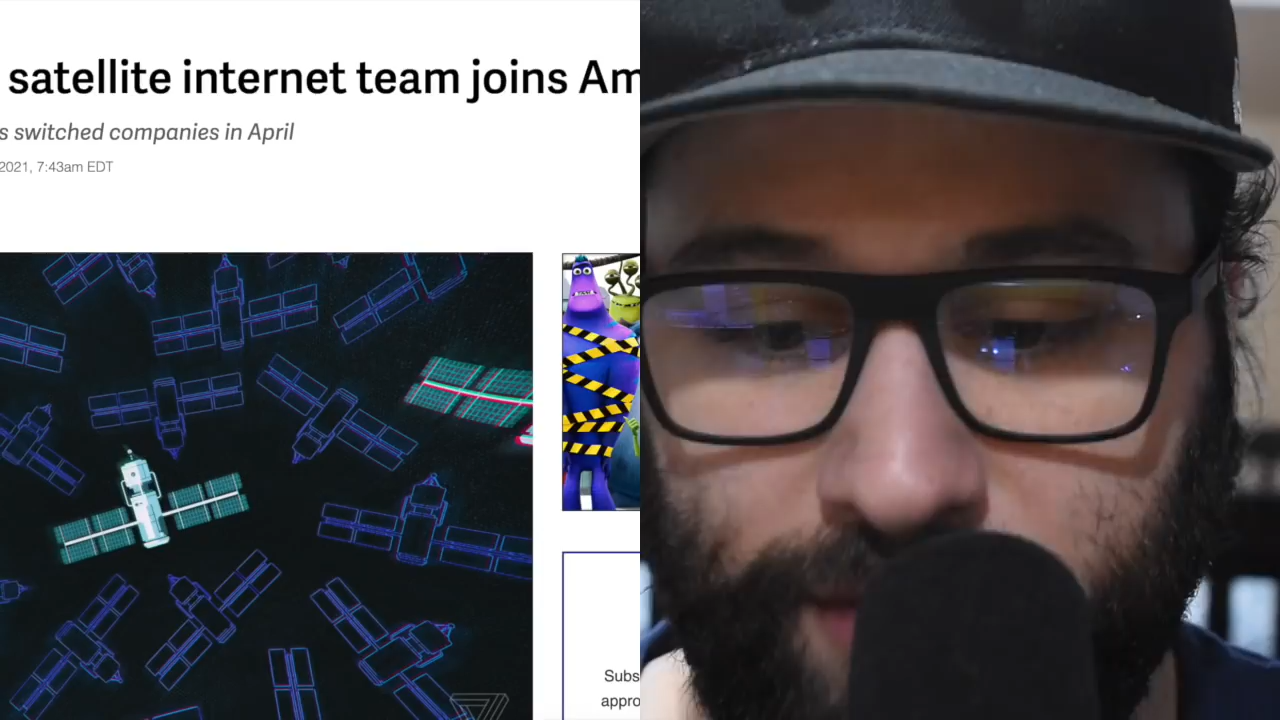 satellite internet team joins Am
s switched companies in April
2021, 7:43am EDT
Subs
appro